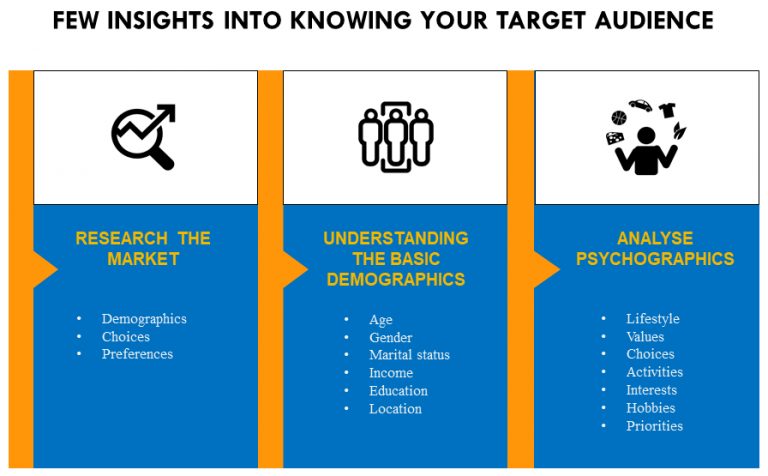 FEW INSIGHTS INTO KNOWING YOUR TARGET AUDIENCE
RESEARCH THE
MARKET
• Demographics
• Choices
• Preferences
UNDERSTANDING
THE BASIC
DEMOGRAPHICS
• Age
• Gender
• Marital status
• Income
• Education
• Location
ANALYSE
PSYCHOGRAPHICS
• Lifestyle
• Values
• Choices
• Activities
• Interests
• Hobbies
• Priorities